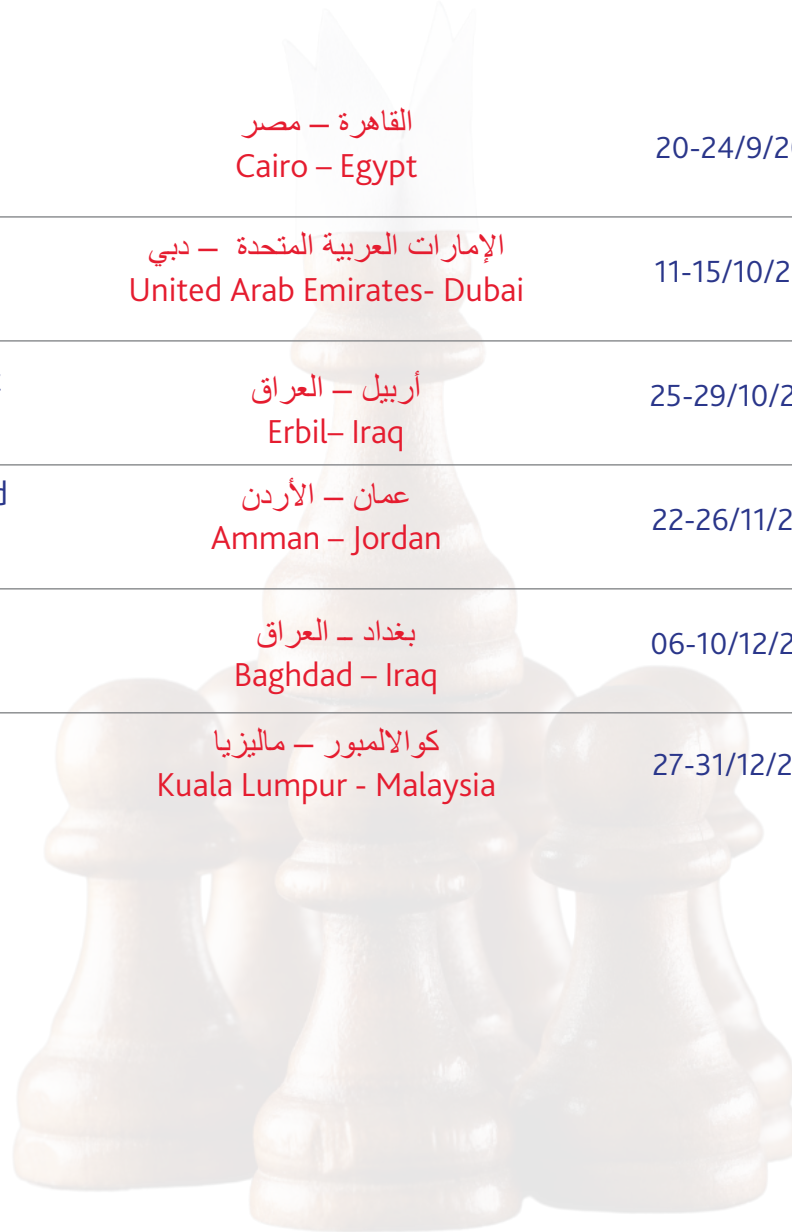 القاهرة – مصر
Cairo – Egypt
20-24/9/2
الإمارات العربية المتحدة – دبي
United Arab Emirates- Dubai
11-15/10/2
أربيل – العراق
Erbil– Iraq
25-29/10/2
d
عمان – الأردن
Amman – Jordan
22-26/11/2
بغداد – العراق
Baghdad – Iraq
06-10/12/2
كوالالمبور – ماليزيا
Kuala Lumpur - Malaysia
27-31/12/2